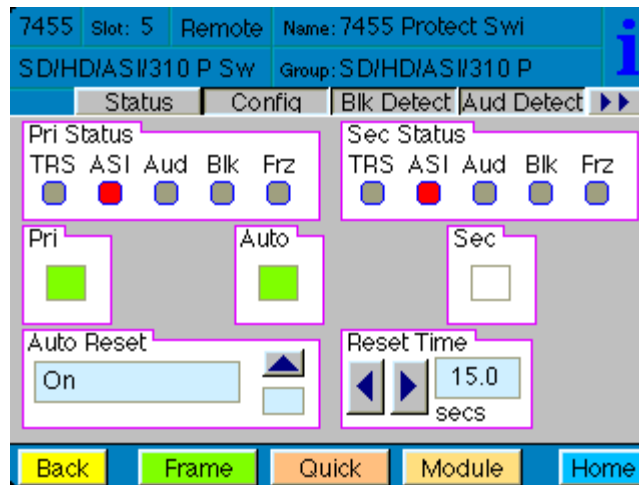 7455 Slot: 5 Remote Name: 7455 Protect Swi
SD/HD/ASI/310 P Sw Group: SD/HD/ASI/310 P
i
Status Config Blk Detect Aud Detect
Pri Status Sec Status
TRS ASI Aud Blk Frz TRS ASI Aud Blk Frz
Pri Auto Sec
Auto Reset Reset Time
On 15.0
secs
Back Frame Quick Module Home